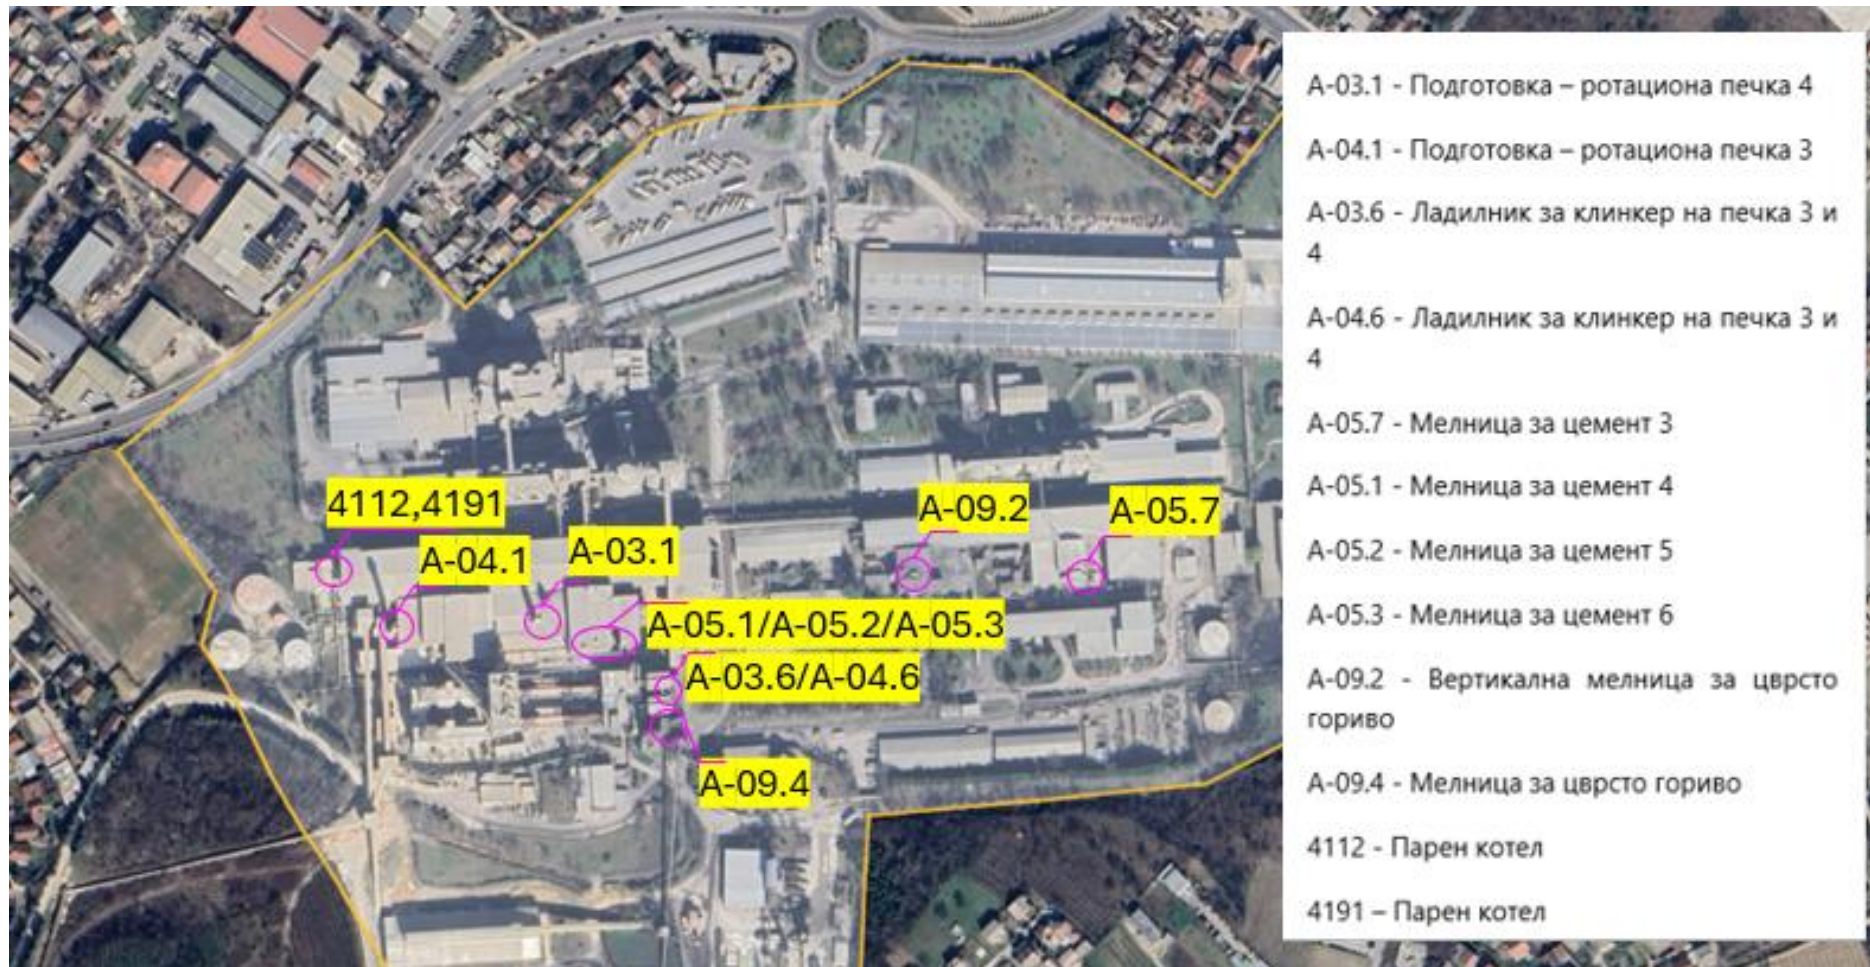 4112,4191
A-04.1
A-03.1
A-09.2
A-05.7
A-05.1/A-05.2/A-05.3
A-03.6/A-04.6
A-09.4
А-03.1 - Подготовка – ротациона печка 4
А-04.1 - Подготовка – ротациона печка 3
А-03.6 - Ладилник за клинкер на печка 3 и
4
А-04.6 - Ладилник за клинкер на печка 3 и
4
А-05.7 - Мелница за цемент 3
А-05.1 - Мелница за цемент 4
А-05.2 - Мелница за цемент 5
А-05.3 - Мелница за цемент 6
А-09.2 - Вертикална мелница за цврсто
гориво
А-09.4 - Мелница за цврсто гориво
4112 - Парен котел
4191 – Парен котел